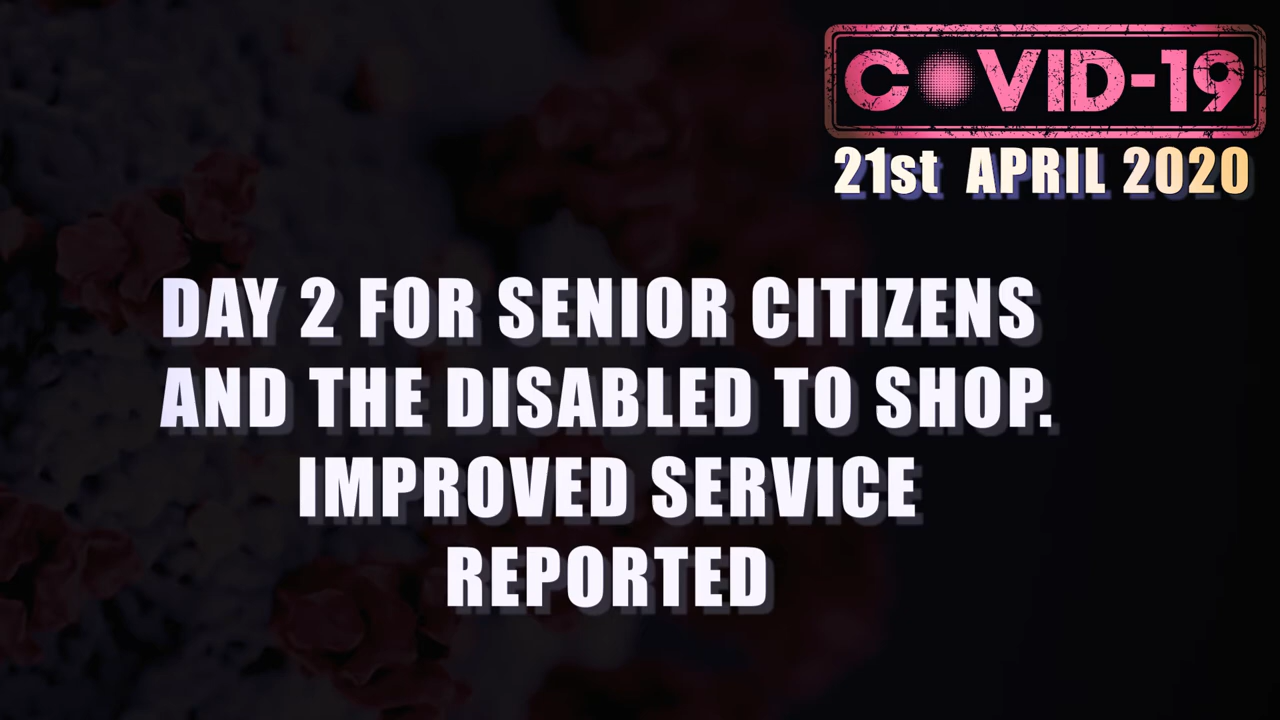 COVID-19
21st APRIL 2020
DAY 2 FOR SENIOR CITIZENS
AND THE DISABLED TO SHOP.
IMPROVED SERVICE
REPORTED